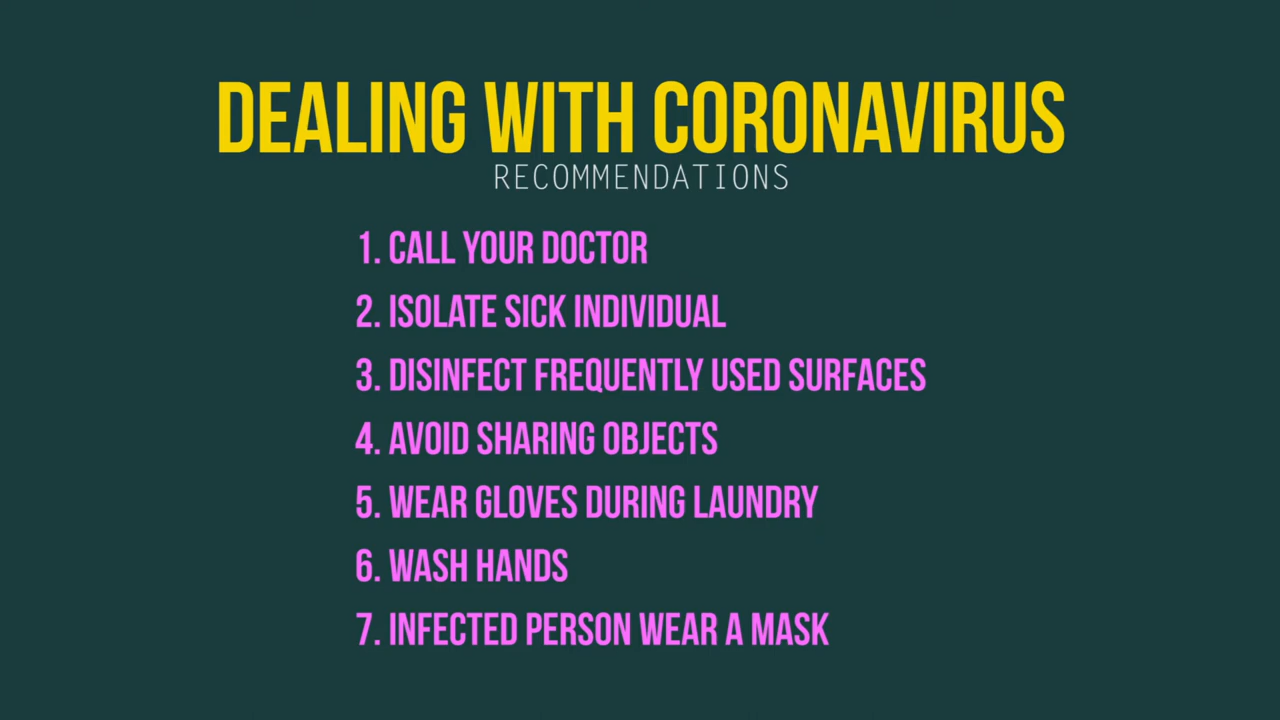 DEALING WITH CORONAVIRUS
RECOMMENDATIONS
1. CALL YOUR DOCTOR
2. ISOLATE SICK INDIVIDUAL
3. DISINFECT FREQUENTLY USED SURFACES
4. AVOID SHARING OBJECTS
5. WEAR GLOVES DURING LAUNDRY
6. WASH HANDS
7. INFECTED PERSON WEAR A MASK